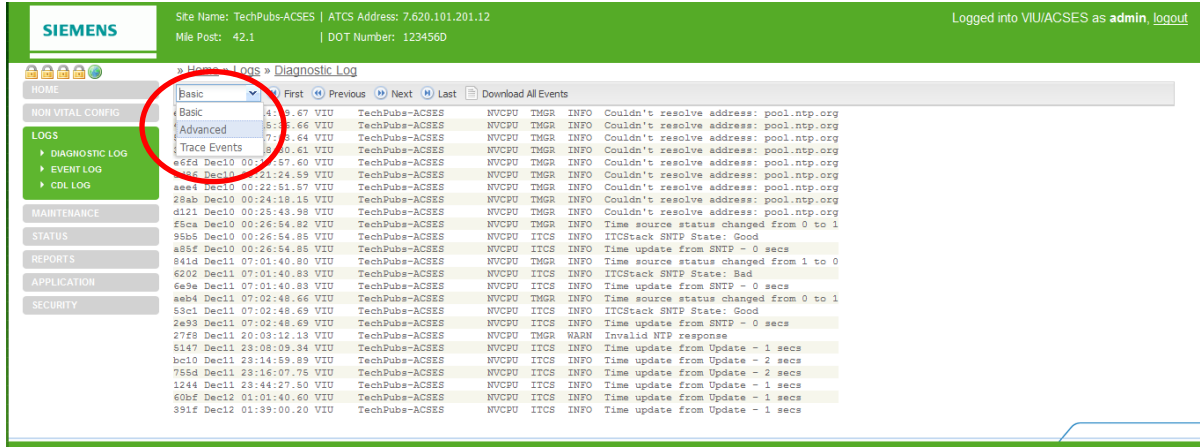 SIEMENS
Site Name: TechPubs-ACSES | ATCS Address: 7.620.101.201.12
Mile Post: 42.1 | DOT Number: 123456D
Logged into VIU/ACSES as admin, logout
» Home » Logs » Diagnostic Log
Basic First Previous Next Last Download All Events
Basic
Advanced
Trace Events
HOME
NON VITAL CONFIG
LOGS
DIAGNOSTIC LOG
EVENT LOG
CDL LOG
MAINTENANCE
STATUS
REPORTS
APPLICATION
SECURITY
VIU TechPubs-ACSES NVCPU TMGR INFO Couldn't resolve address: pool.ntp.org
VIU TechPubs-ACSES NVCPU TMGR INFO Couldn't resolve address: pool.ntp.org
VIU TechPubs-ACSES NVCPU TMGR INFO Couldn't resolve address: pool.ntp.org
VIU TechPubs-ACSES NVCPU TMGR INFO Couldn't resolve address: pool.ntp.org
e6fd Dec10 VIU TechPubs-ACSES NVCPU TMGR INFO Couldn't resolve address: pool.ntp.org
Dec10 VIU TechPubs-ACSES NVCPU TMGR INFO Couldn't resolve address: pool.ntp.org
aee4 Dec10 00:22:51.57 VIU TechPubs-ACSES NVCPU TMGR INFO Couldn't resolve address: pool.ntp.org
28ab Dec10 00:24:18.15 VIU TechPubs-ACSES NVCPU TMGR INFO Couldn't resolve address: pool.ntp.org
d121 Dec10 00:25:43.98 VIU TechPubs-ACSES NVCPU TMGR INFO Couldn't resolve address: pool.ntp.org
f5ca Dec10 00:26:54.82 VIU TechPubs-ACSES NVCPU TMGR INFO Time source status changed from 0 to 1
95b5 Dec10 00:26:54.85 VIU TechPubs-ACSES NVCPU ITCS INFO ITCStack SNTP State: Good
a85f Dec10 00:26:54.85 VIU TechPubs-ACSES NVCPU ITCS INFO Time update from SNTP - 0 secs
841d Dec11 07:01:40.80 VIU TechPubs-ACSES NVCPU TMGR INFO Time source status changed from 1 to 0
6202 Dec11 07:01:40.83 VIU TechPubs-ACSES NVCPU ITCS INFO ITCStack SNTP State: Bad
6e9e Dec11 07:01:40.83 VIU TechPubs-ACSES NVCPU ITCS INFO Time update from SNTP - 0 secs
aeb4 Dec11 07:02:48.66 VIU TechPubs-ACSES NVCPU TMGR INFO Time source status changed from 0 to 1
53c1 Dec11 07:02:48.69 VIU TechPubs-ACSES NVCPU ITCS INFO ITCStack SNTP State: Good
2e93 Dec11 07:02:48.69 VIU TechPubs-ACSES NVCPU ITCS INFO Time update from SNTP - 0 secs
27f8 Dec11 20:03:12.13 VIU TechPubs-ACSES NVCPU TMGR WARN Invalid NTP response
5147 Dec11 23:08:09.34 VIU TechPubs-ACSES NVCPU ITCS INFO Time update from Update - 1 secs
bc10 Dec11 23:14:59.89 VIU TechPubs-ACSES NVCPU ITCS INFO Time update from Update - 2 secs
755d Dec11 23:16:07.75 VIU TechPubs-ACSES NVCPU ITCS INFO Time update from Update - 2 secs
1244 Dec11 23:44:27.50 VIU TechPubs-ACSES NVCPU ITCS INFO Time update from Update - 1 secs
60bf Dec12 01:01:40.60 VIU TechPubs-ACSES NVCPU ITCS INFO Time update from Update - 1 secs
391f Dec12 01:39:00.20 VIU TechPubs-ACSES NVCPU ITCS INFO Time update from Update - 1 secs